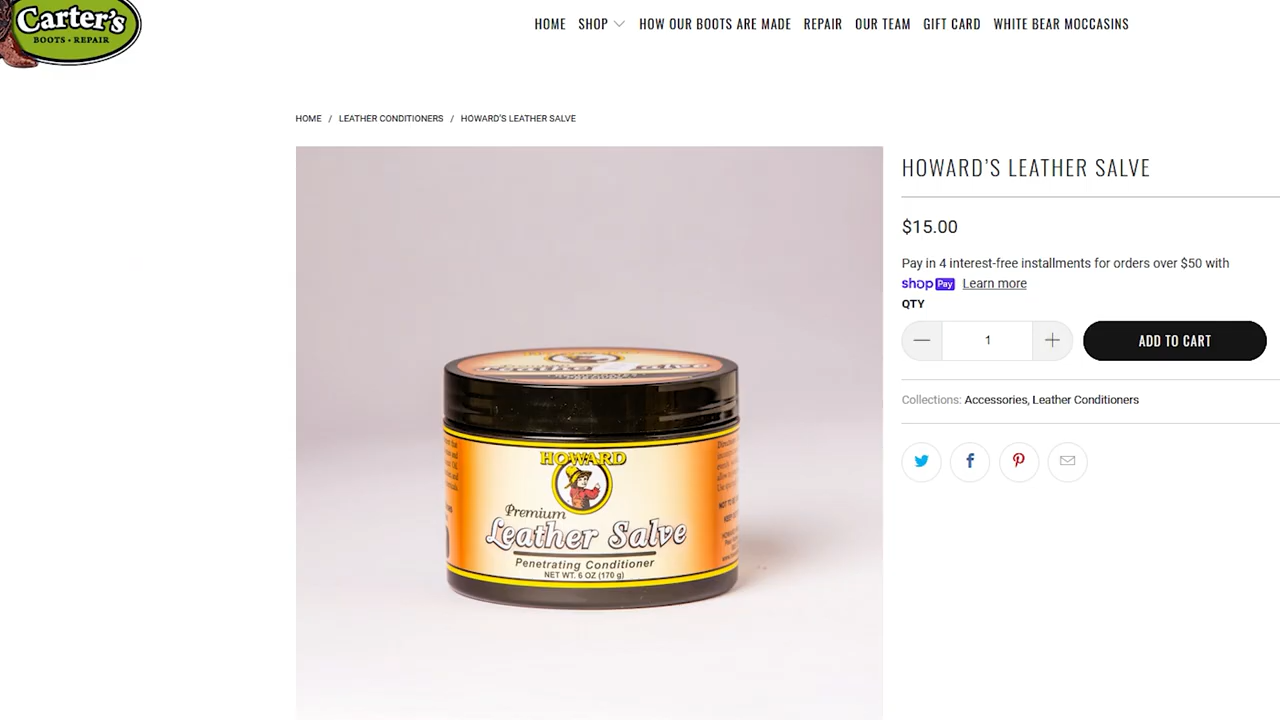 Carter's
BOOTS • REPAIR
HOME SHOP HOW OUR BOOTS ARE MADE REPAIR OUR TEAM GIFT CARD WHITE BEAR MOCCASINS
HOME / LEATHER CONDITIONERS / HOWARD'S LEATHER SALVE
HOWARD'S LEATHER SALVE
$15.00
Pay in 4 interest-free installments for orders over $50 with
shop Pay Learn more
QTY
1
ADD TO CART
Collections: Accessories, Leather Conditioners
HOWARD
Premium
Leather Salve
Penetrating Conditioner
NET WT. 6 OZ (170 g)